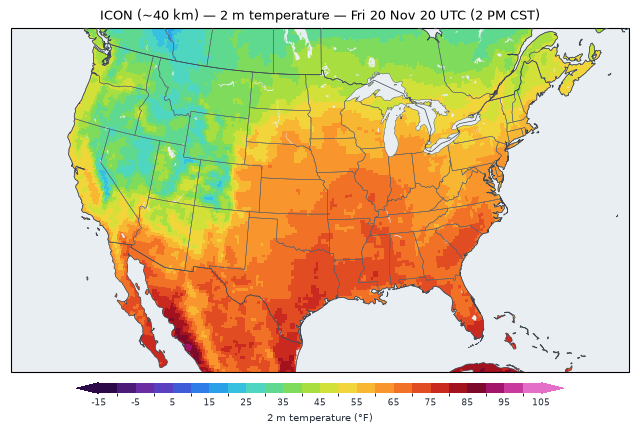 ICON (~40 km) — 2 m temperature — Fri 20 Nov 20 UTC (2 PM CST)
-15 -5 5 15 25 35 45 55 65 75 85 95 105
2 m temperature (°F)